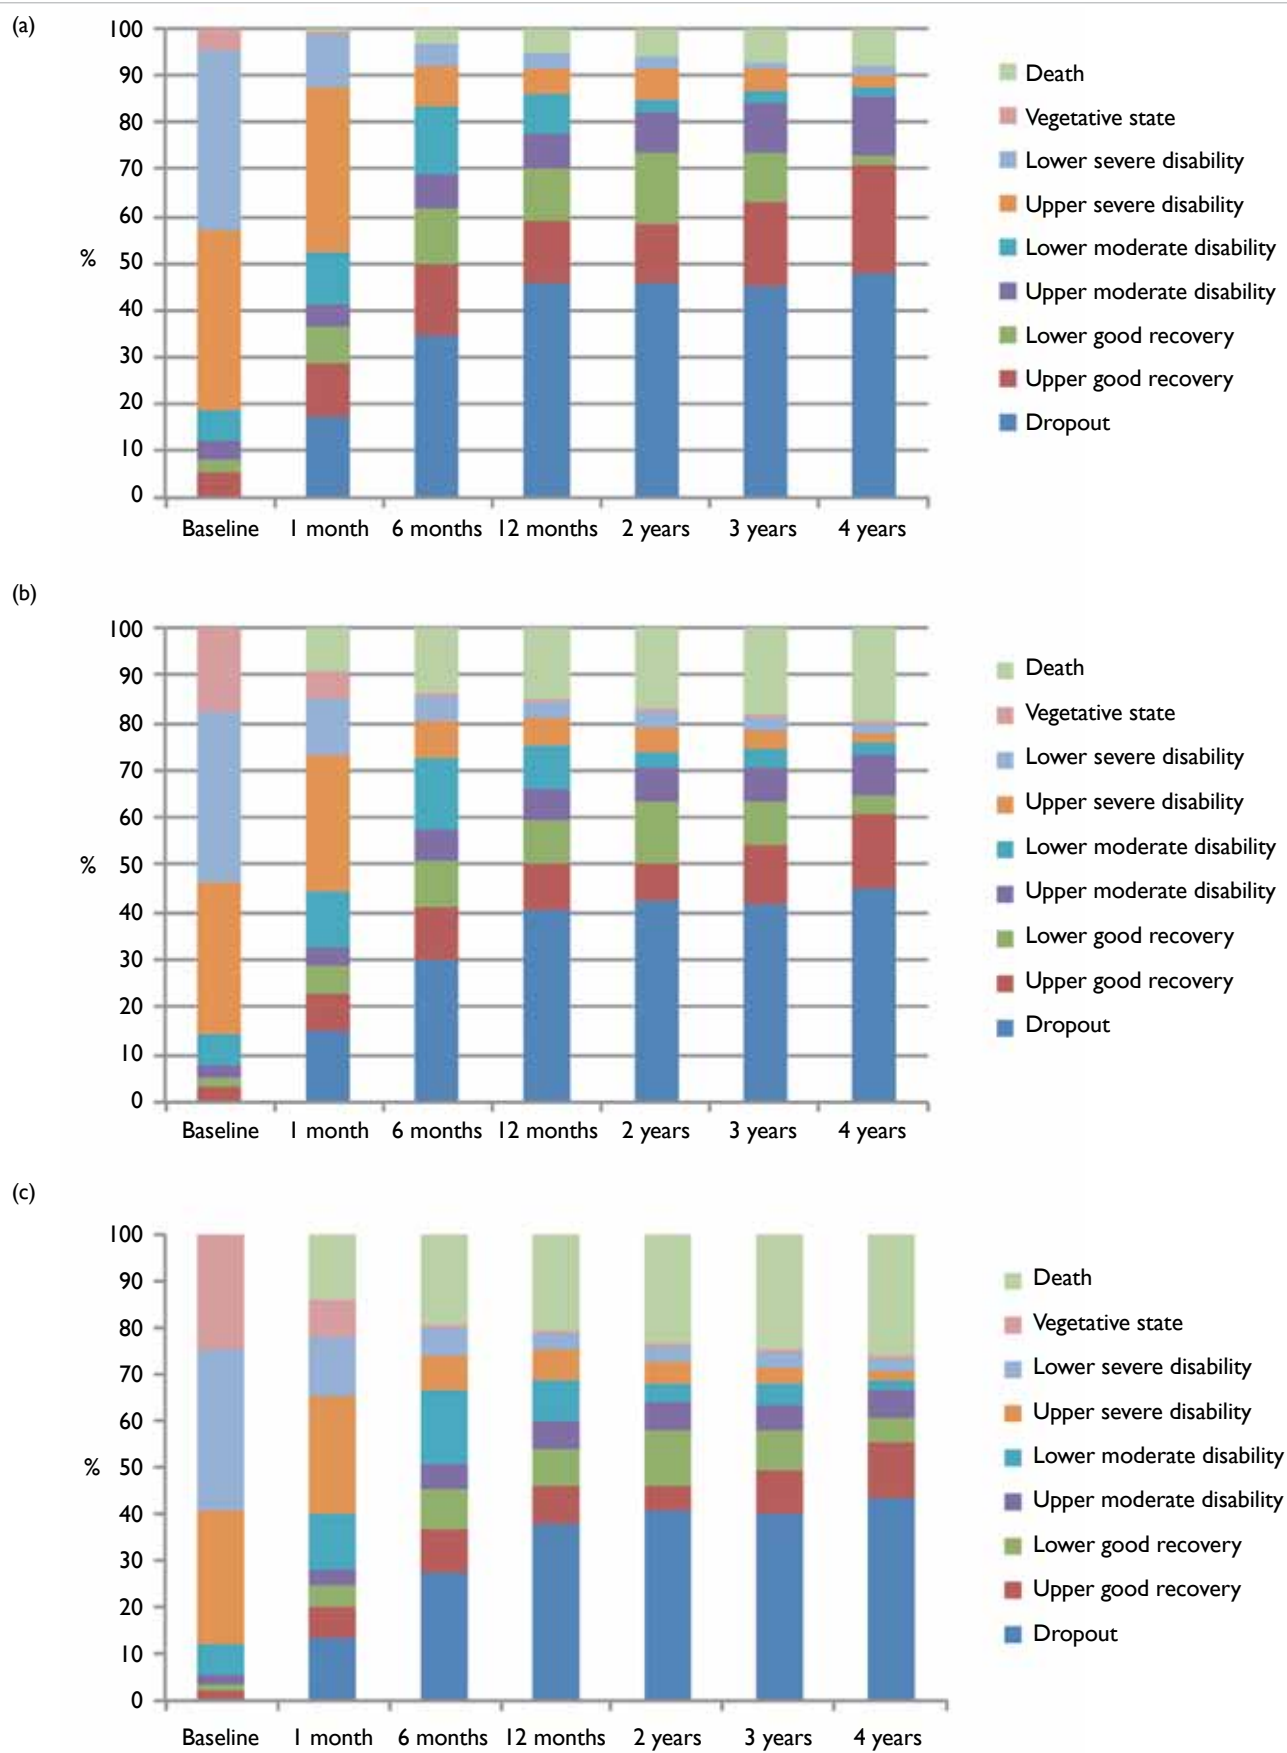 (a)
100
90
80
70
60
50
40
30
20
10
0
%
Baseline 1 month 6 months 12 months 2 years 3 years 4 years
Death
Vegetative state
Lower severe disability
Upper severe disability
Lower moderate disability
Upper moderate disability
Lower good recovery
Upper good recovery
Dropout
(b)
100
90
80
70
60
50
40
30
20
10
0
%
Baseline 1 month 6 months 12 months 2 years 3 years 4 years
Death
Vegetative state
Lower severe disability
Upper severe disability
Lower moderate disability
Upper moderate disability
Lower good recovery
Upper good recovery
Dropout
(c)
100
90
80
70
60
50
40
30
20
10
0
%
Baseline 1 month 6 months 12 months 2 years 3 years 4 years
Death
Vegetative state
Lower severe disability
Upper severe disability
Lower moderate disability
Upper moderate disability
Lower good recovery
Upper good recovery
Dropout